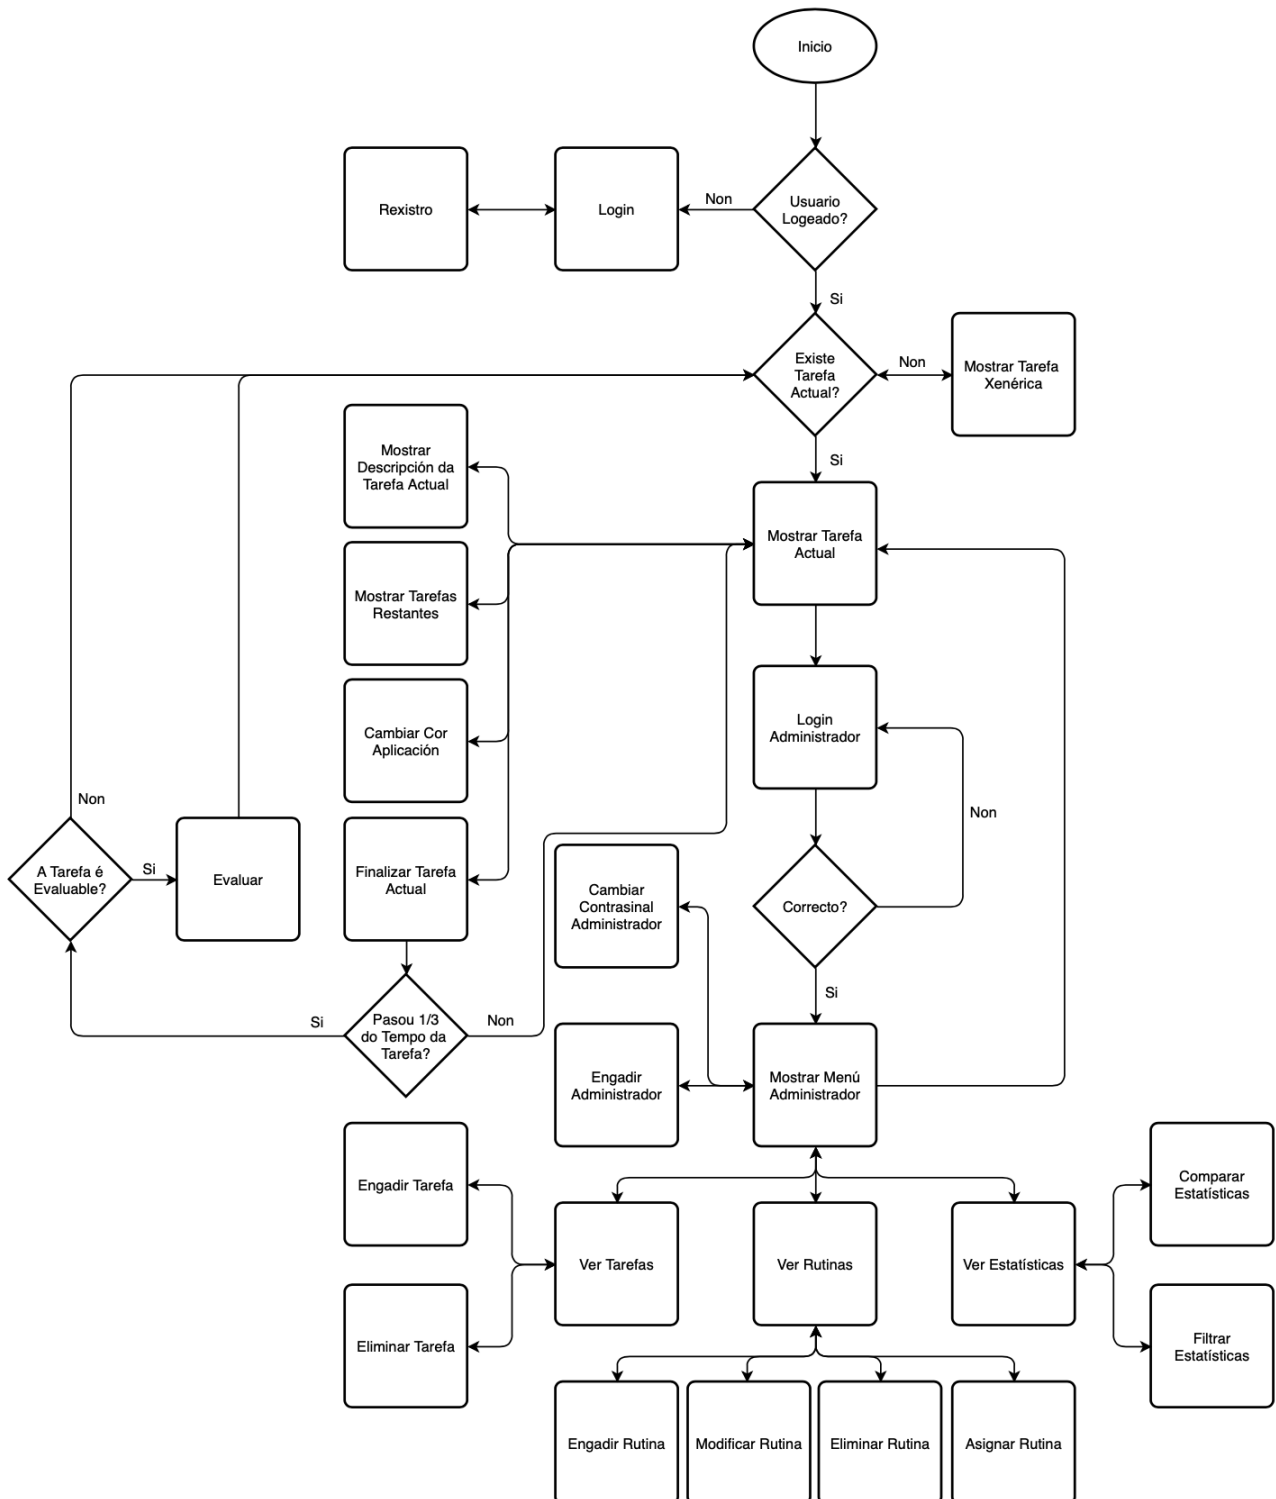 Inicio
Usuario
Logeado?
Non
Login
Rexistro
Si
Existe
Tarefa
Actual?
Non
Mostrar Tarefa
Xenérica
Si
Mostrar
Descripción da
Tarefa Actual
Mostrar Tarefa
Actual
Mostrar Tarefas
Restantes
Cambiar Cor
Aplicación
Login
Administrador
Non
Non
A Tarefa é
Evaluable?
Si
Evaluar
Finalizar Tarefa
Actual
Cambiar
Contrasinal
Administrador
Correcto?
Si
Si
Pasou 1/3
do Tempo da
Tarefa?
Non
Engadir
Administrador
Mostrar Menú
Administrador
Engadir Tarefa
Comparar
Estatísticas
Ver Tarefas
Ver Rutinas
Ver Estatísticas
Eliminar Tarefa
Filtrar
Estatísticas
Engadir Rutina
Modificar Rutina
Eliminar Rutina
Asignar Rutina